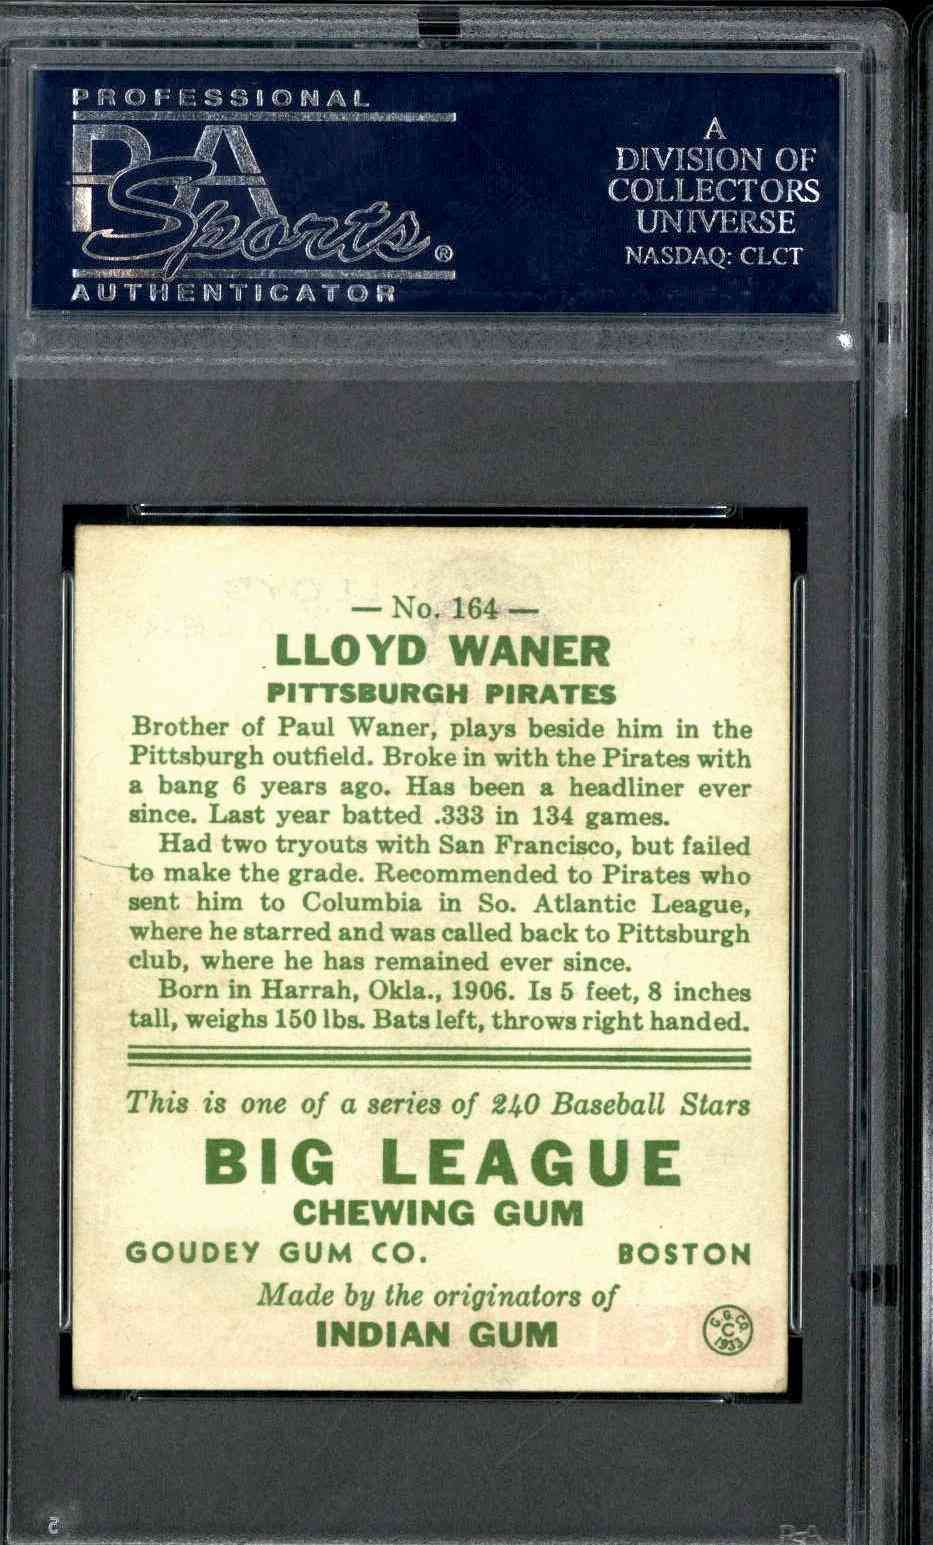 PROFESSIONAL
PSA
Sports®
AUTHENTICATOR
A
DIVISION OF
COLLECTORS
UNIVERSE
NASDAQ: CLCT
— No. 164 —
LLOYD WANER
PITTSBURGH PIRATES
Brother of Paul Waner, plays beside him in the
Pittsburgh outfield. Broke in with the Pirates with
a bang 6 years ago. Has been a headliner ever
since. Last year batted .333 in 134 games.
Had two tryouts with San Francisco, but failed
to make the grade. Recommended to Pirates who
sent him to Columbia in So. Atlantic League,
where he starred and was called back to Pittsburgh
club, where he has remained ever since.
Born in Harrah, Okla., 1906. Is 5 feet, 8 inches
tall, weighs 150 lbs. Bats left, throws right handed.
This is one of a series of 240 Baseball Stars
BIG LEAGUE
CHEWING GUM
GOUDEY GUM CO. BOSTON
Made by the originators of
INDIAN GUM
G. G. CO.
C
1933
PSA